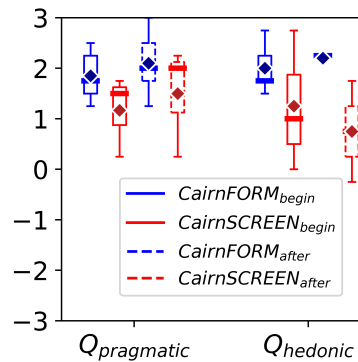 3
2
1
0
−1
−2
−3
CairnFORM_begin
CairnSCREEN_begin
CairnFORM_after
CairnSCREEN_after
Q_pragmatic Q_hedonic